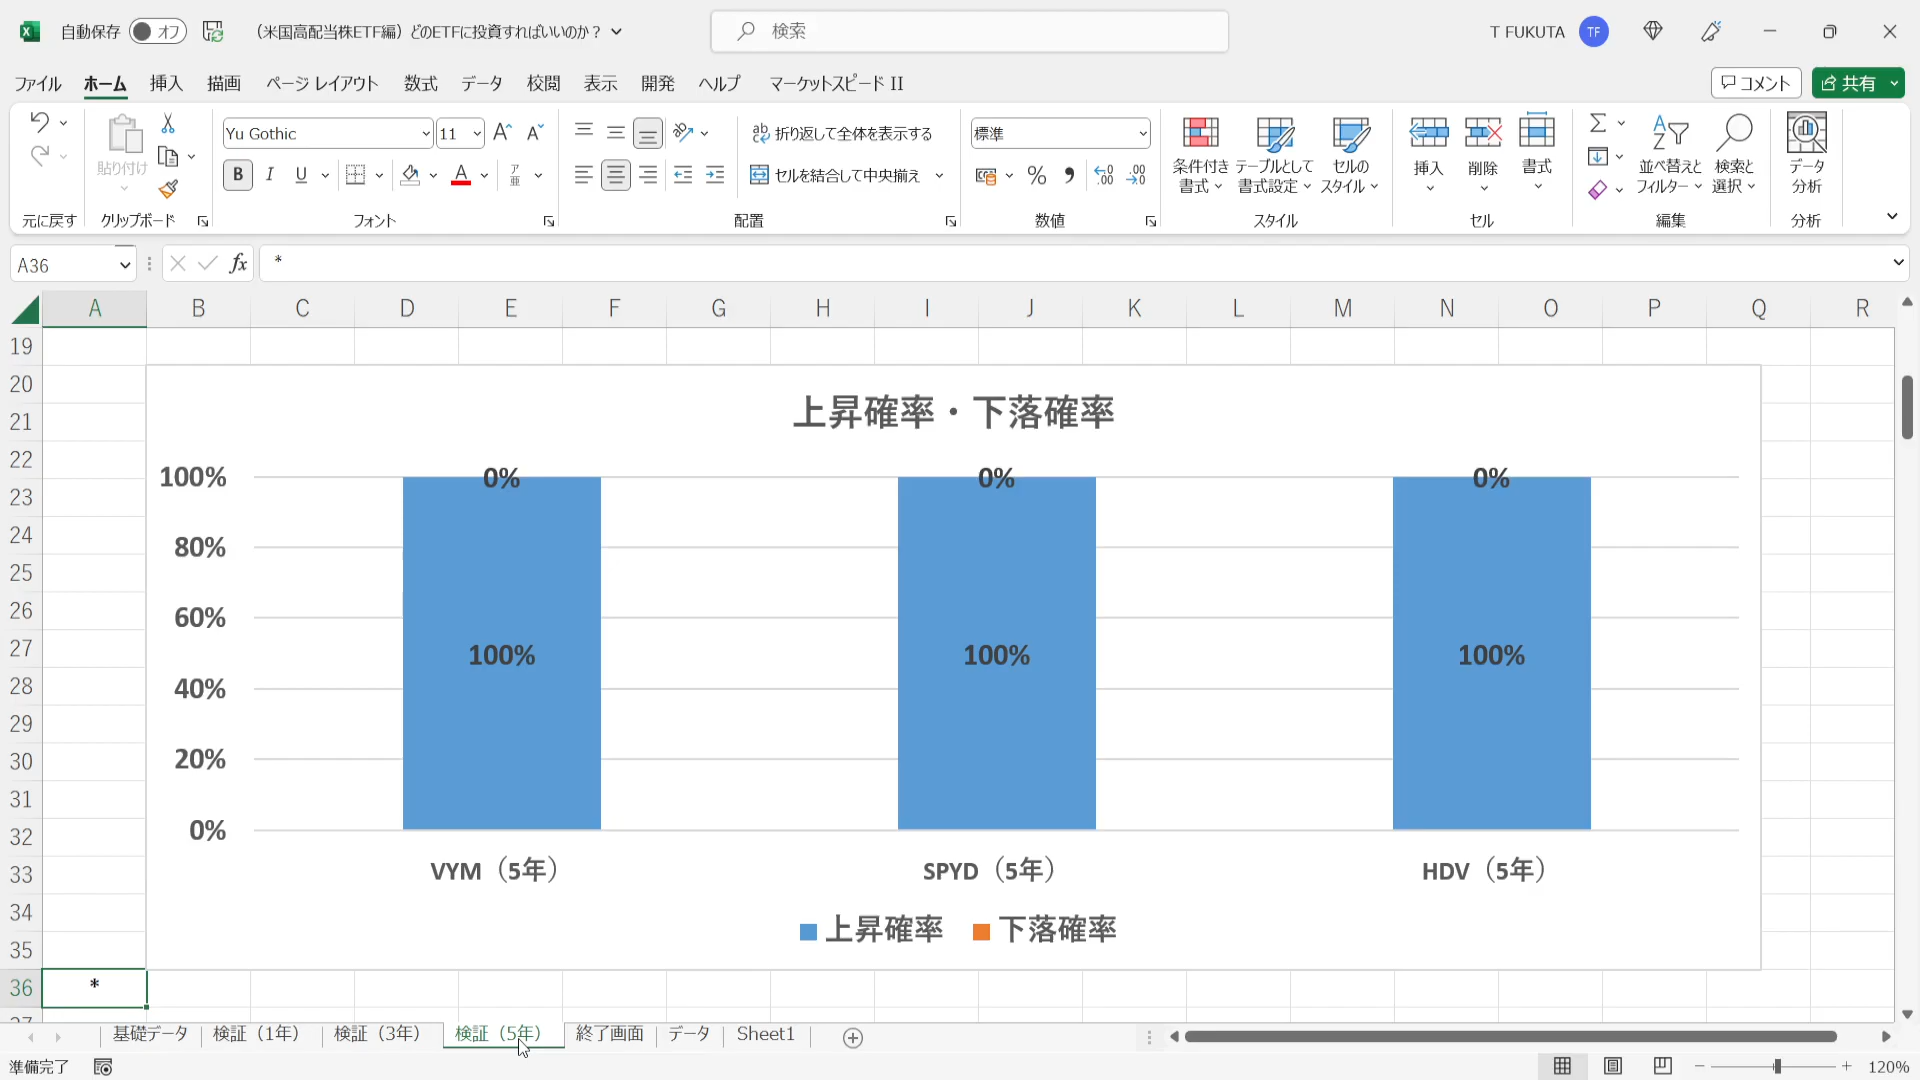 自動保存 オフ （米国高配当株ETF編）どのETFに投資すればいいのか？ 検索 T FUKUTA TF
ファイル ホーム 挿入 描画 ページ レイアウト 数式 データ 校閲 表示 開発 ヘルプ マーケットスピード II コメント 共有
Yu Gothic 11 折り返して全体を表示する 標準
貼り付け 条件付き テーブルとして セルの 挿入 削除 書式 並べ替えと 検索と データ
B I U セルを結合して中央揃え 書式 書式設定 スタイル フィルター 選択 分析
元に戻す クリップボード フォント 配置 数値 スタイル セル 編集 分析
A36 fx *
A B C D E F G H I J K L M N O P Q R
19
20
21
22
23
24
25
26
27
28
29
30
31
32
33
34
35
36 *
上昇確率・下落確率
100% 0% 0% 0%
80%
60%
100% 100% 100%
40%
20%
0%
VYM（5年） SPYD（5年） HDV（5年）
上昇確率 下落確率
基礎データ 検証（1年） 検証（3年） 検証（5年） 終了画面 データ Sheet1
準備完了 120%